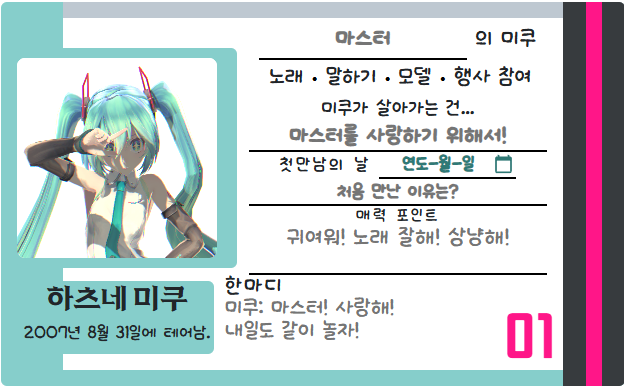 마스터 의 미쿠
노래 • 말하기 • 모델 • 행사 참여
미쿠가 살아가는 건...
마스터를 사랑하기 위해서!
첫만남의 날 연도-월-일
처음 만난 이유는?
매력 포인트
귀여워! 노래 잘해! 상냥해!
한마디
미쿠: 마스터! 사랑해!
내일도 같이 놀자!
하츠네 미쿠
2007년 8월 31일에 테어남.
01